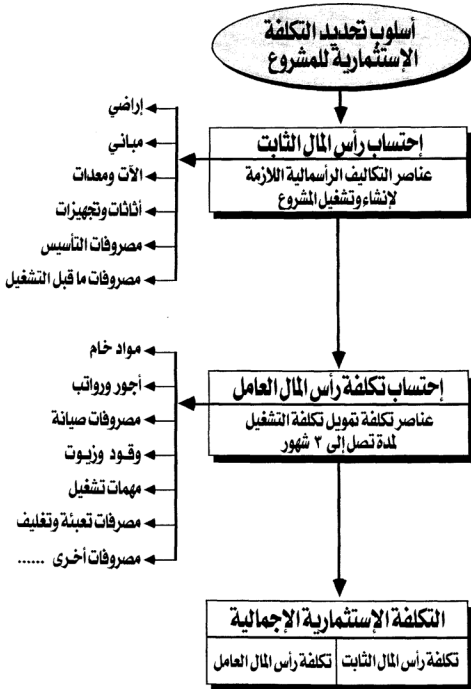 أسلوب تحديد التكلفة
الإستثمارية للمشروع
إحتساب رأس المال الثابت
عناصر التكاليف الرأسمالية اللازمة
لإنشاء وتشغيل المشروع
إراضي
مباني
الآت ومعدات
أثاثات وتجهيزات
مصروفات التأسيس
مصروفات ما قبل التشغيل
إحتساب تكلفة رأس المال العامل
عناصر تكلفة تمويل تكلفة التشغيل
لمدة تصل إلى ٣ شهور
مواد خام
أجور ورواتب
مصروفات صيانة
وقود وزيوت
مهمات تشغيل
مصرفات تعبئة وتغليف
مصروفات أخرى ......
التكلفة الإستثمارية الإجمالية
تكلفة رأس المال الثابت
تكلفة رأس المال العامل